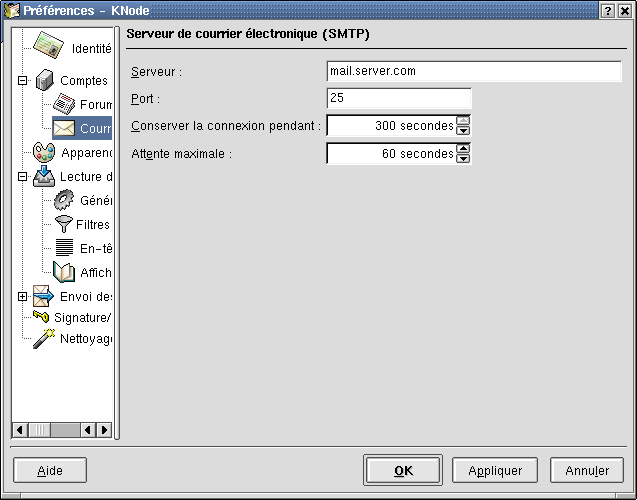 Préférences - KNode
Identité
Comptes
Forum
Courr
Apparenc
Lecture d
Généi
Filtres
En-tê
Affich
Envoi de
Signature/
Nettoyag
Serveur de courrier électronique (SMTP)
Serveur :
mail.server.com
Port :
25
Conserver la connexion pendant :
300 secondes
Attente maximale :
60 secondes
Aide
OK
Appliquer
Annuler